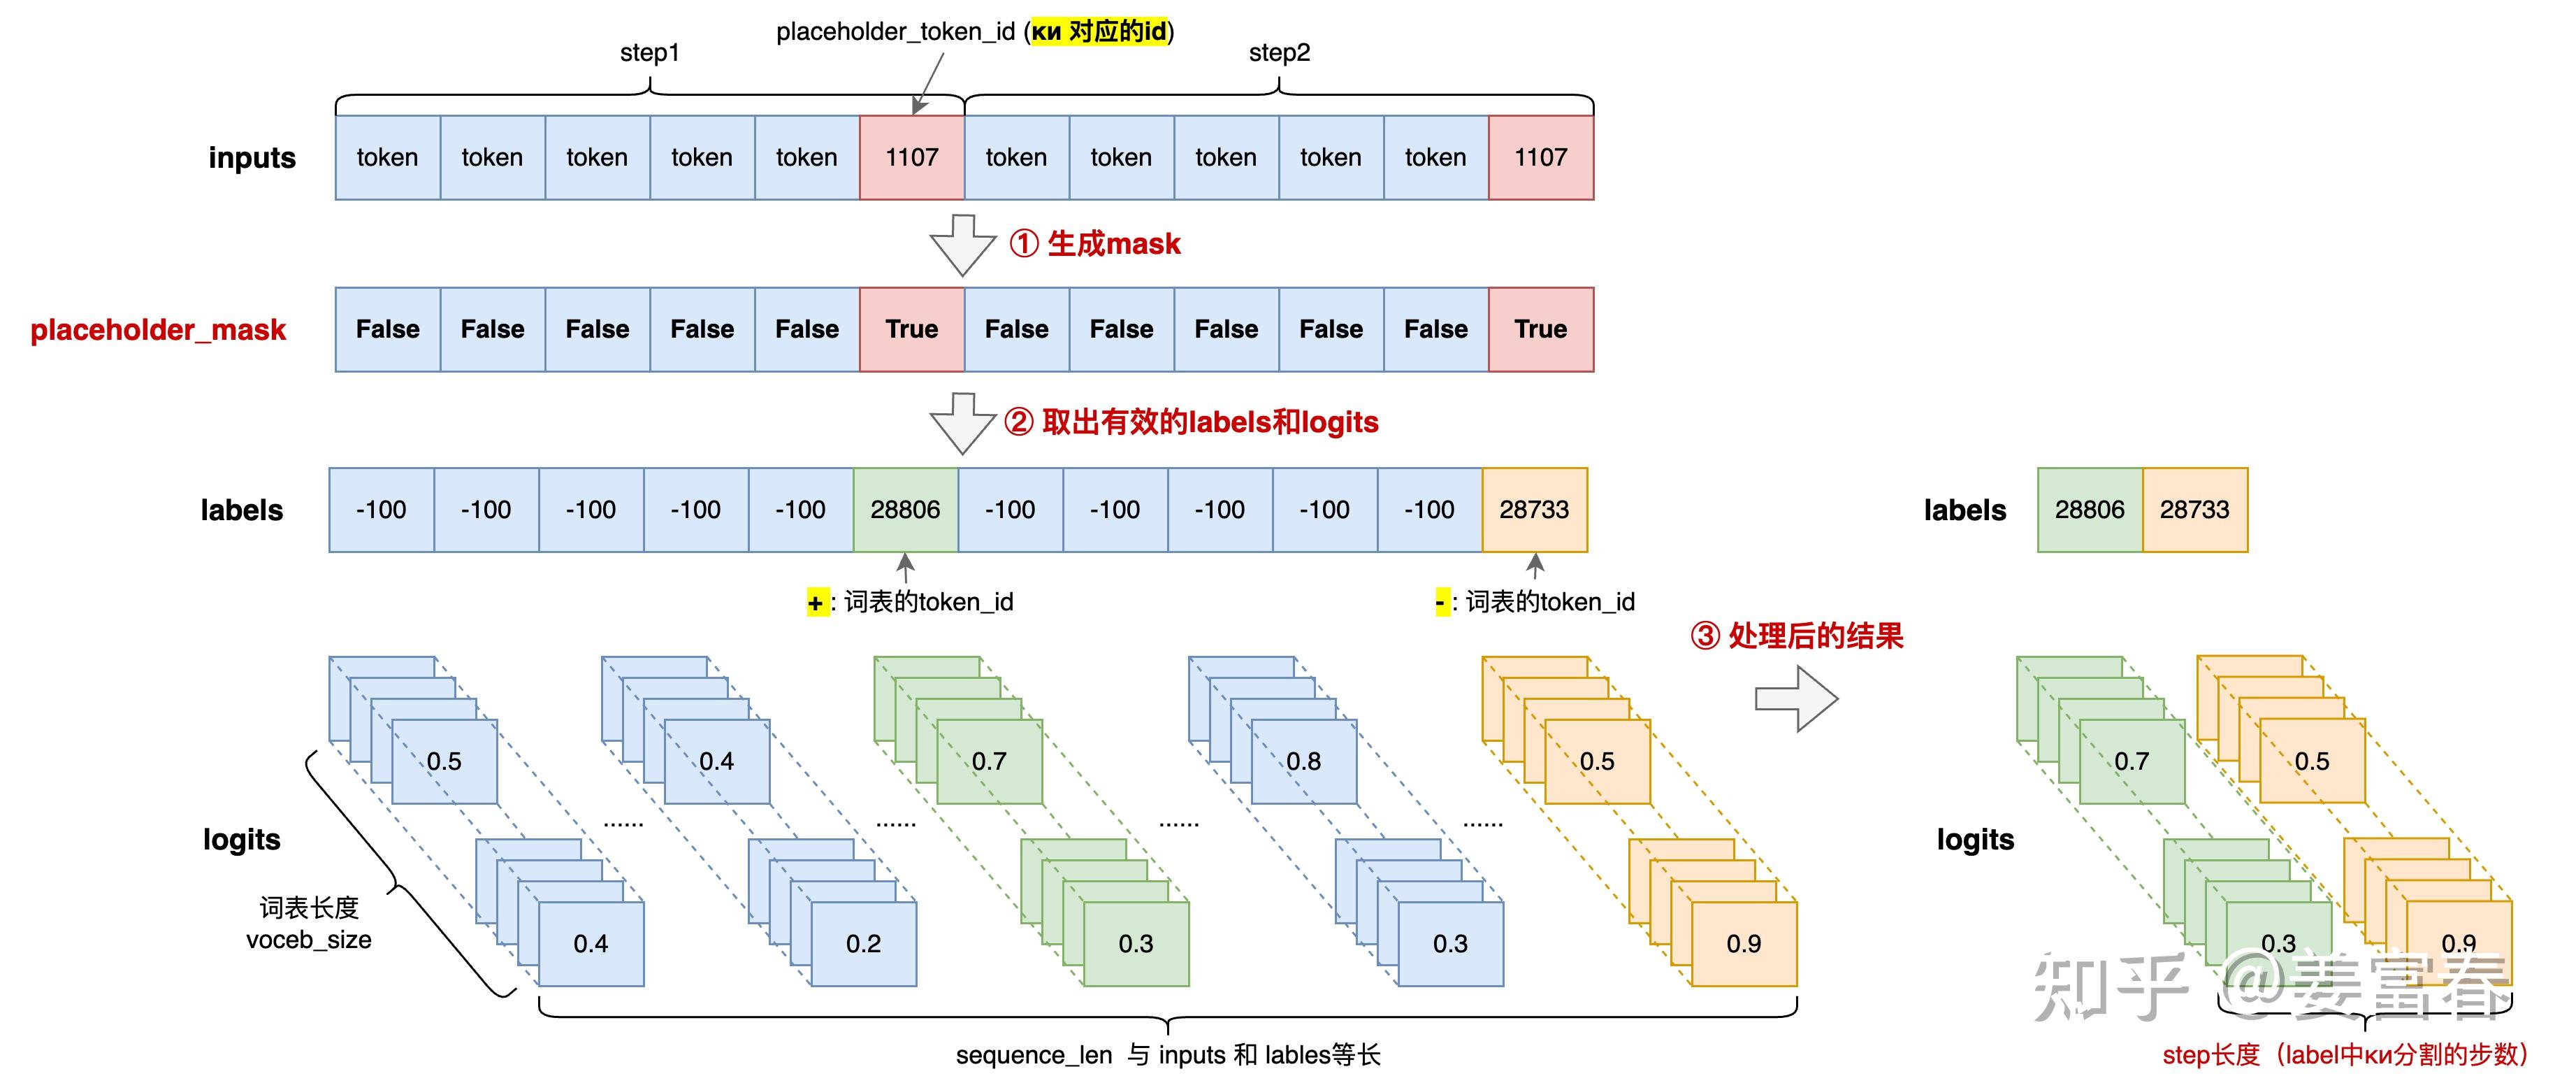 placeholder_token_id (ки 对应的id)
step1
step2
inputs
token token token token token 1107 token token token token token 1107
① 生成mask
placeholder_mask
False False False False False True False False False False False True
② 取出有效的labels和logits
labels
-100 -100 -100 -100 -100 28806 -100 -100 -100 -100 -100 28733
labels
28806 28733
+ : 词表的token_id
- : 词表的token_id
③ 处理后的结果
0.5 0.4 0.7 0.8 0.5
0.7 0.5
...... ...... ...... ......
logits
logits
词表长度
voceb_size
0.4 0.2 0.3 0.3 0.9
0.3 0.9
知乎 @姜富春
sequence_len 与 inputs 和 lables等长
step长度（label中ки分割的步数）